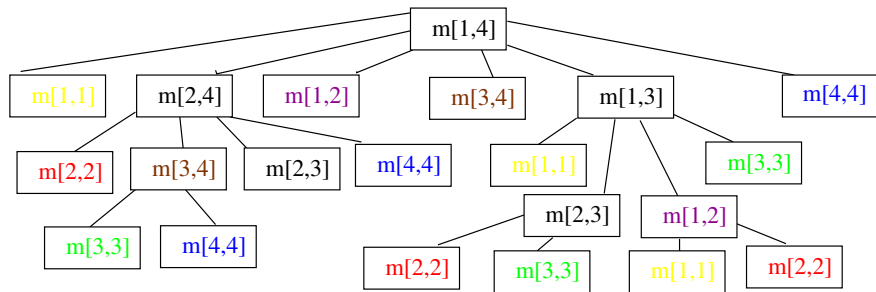 m[1,4]
m[1,1] m[2,4] m[1,2] m[3,4] m[1,3] m[4,4]
m[2,2] m[3,4] m[2,3] m[4,4] m[1,1] m[3,3]
m[2,3] m[1,2]
m[3,3] m[4,4] m[2,2] m[3,3] m[1,1] m[2,2]